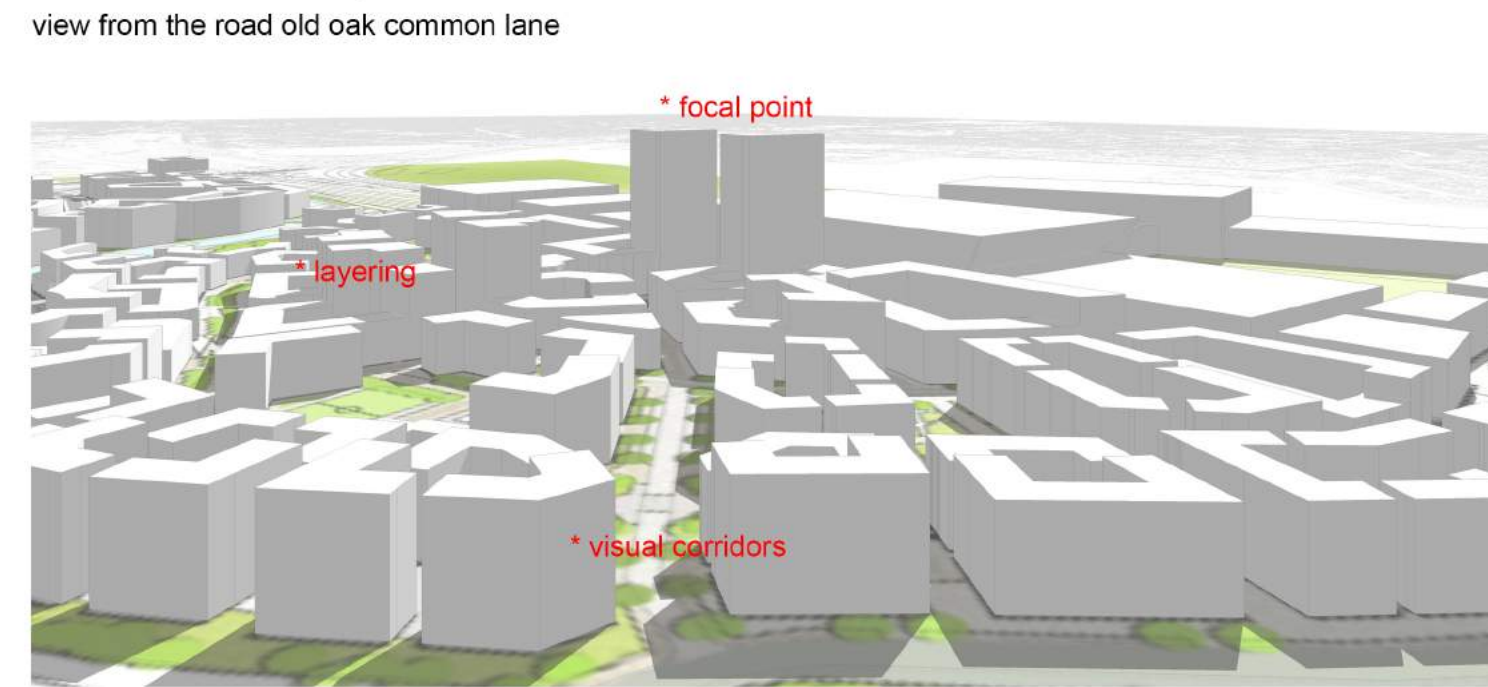 view from the road old oak common lane
* focal point
* layering
* visual corridors